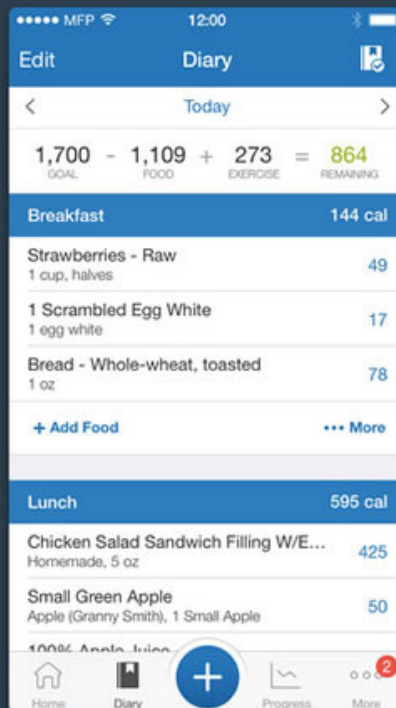 MFP 12:00
Edit Diary
Today
1,700 - 1,109 + 273 = 864
GOAL FOOD EXERCISE REMAINING
Breakfast 144 cal
Strawberries - Raw
1 cup, halves
49
1 Scrambled Egg White
1 egg white
17
Bread - Whole-wheat, toasted
1 oz
78
+ Add Food ••• More
Lunch 595 cal
Chicken Salad Sandwich Filling W/E...
Homemade, 5 oz
425
Small Green Apple
Apple (Granny Smith), 1 Small Apple
50
100% Apple Juice
2
Home Diary Progress More